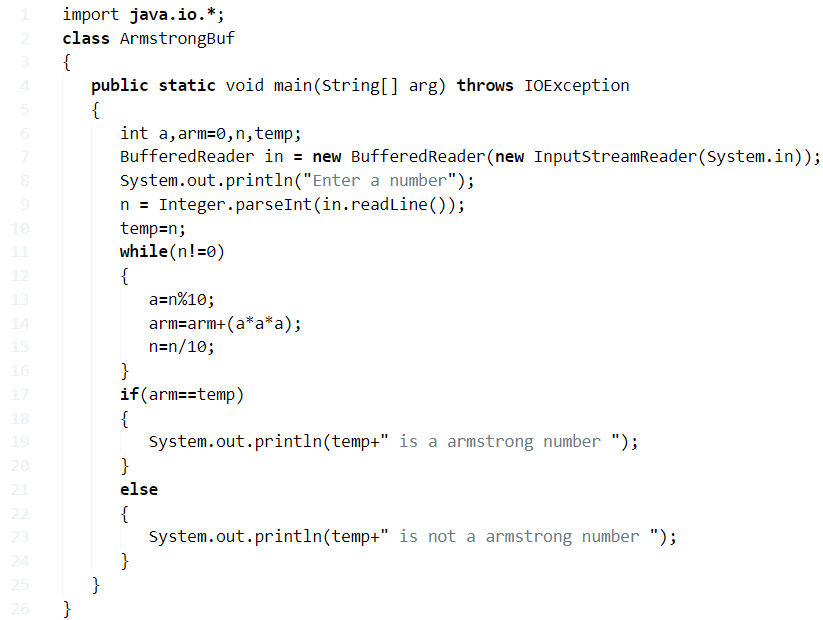 1 import java.io.*;
2 class ArmstrongBuf
3 {
4 public static void main(String[] arg) throws IOException
5 {
6 int a,arm=0,n,temp;
7 BufferedReader in = new BufferedReader(new InputStreamReader(System.in));
8 System.out.println("Enter a number");
9 n = Integer.parseInt(in.readLine());
10 temp=n;
11 while(n!=0)
12 {
13 a=n%10;
14 arm=arm+(a*a*a);
15 n=n/10;
16 }
17 if(arm==temp)
18 {
19 System.out.println(temp+" is a armstrong number ");
20 }
21 else
22 {
23 System.out.println(temp+" is not a armstrong number ");
24 }
25 }
26 }